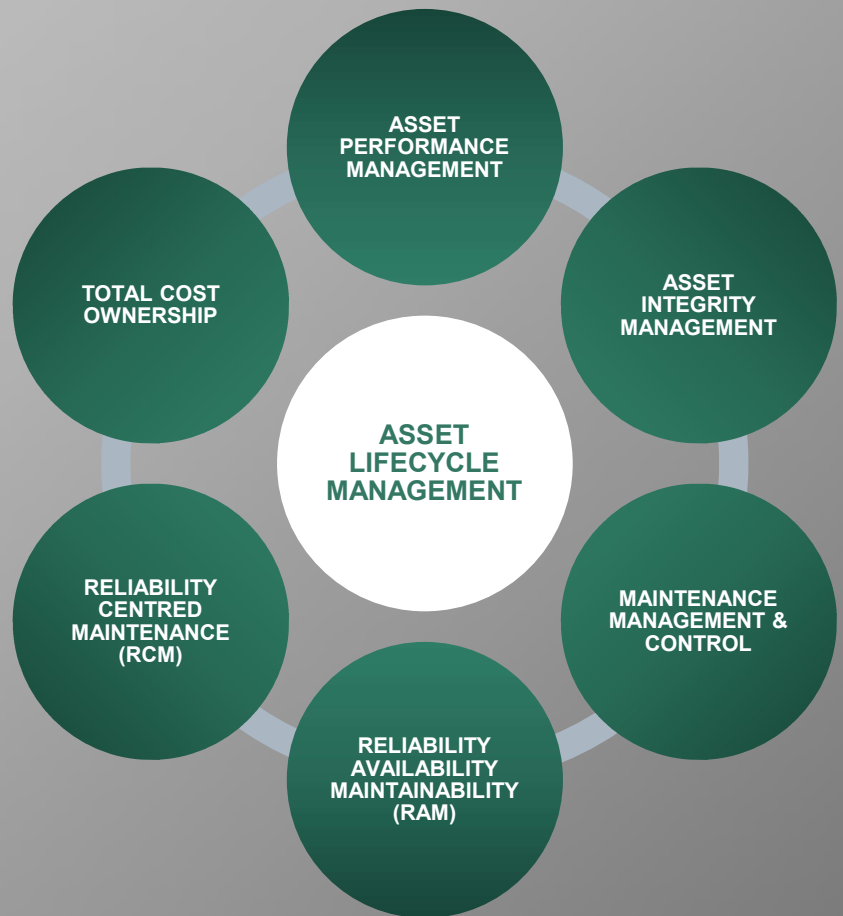 ASSET
PERFORMANCE
MANAGEMENT
TOTAL COST
OWNERSHIP
ASSET
INTEGRITY
MANAGEMENT
ASSET
LIFECYCLE
MANAGEMENT
RELIABILITY
CENTRED
MAINTENANCE
(RCM)
MAINTENANCE
MANAGEMENT &
CONTROL
RELIABILITY
AVAILABILITY
MAINTAINABILITY
(RAM)